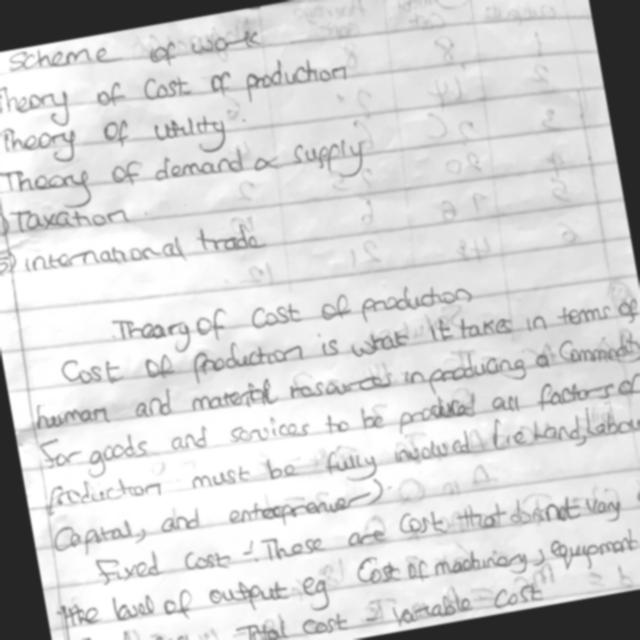 Scheme of work
Theory of Cost of production
Theory of utility.
Theory of demand & supply
Taxation
5) international trade
Theory of Cost of production
Cost of production is what it takes in terms of
human and material resources in producing a Commodity
For goods and services to be produced all factors of
production must be fully involved (ie land, labour
Capital, and enterprenuer)
Fixed Cost - These are Cost that do not vary
the level of output eg Cost of machinery, equipment
Total cost - Variable Cost